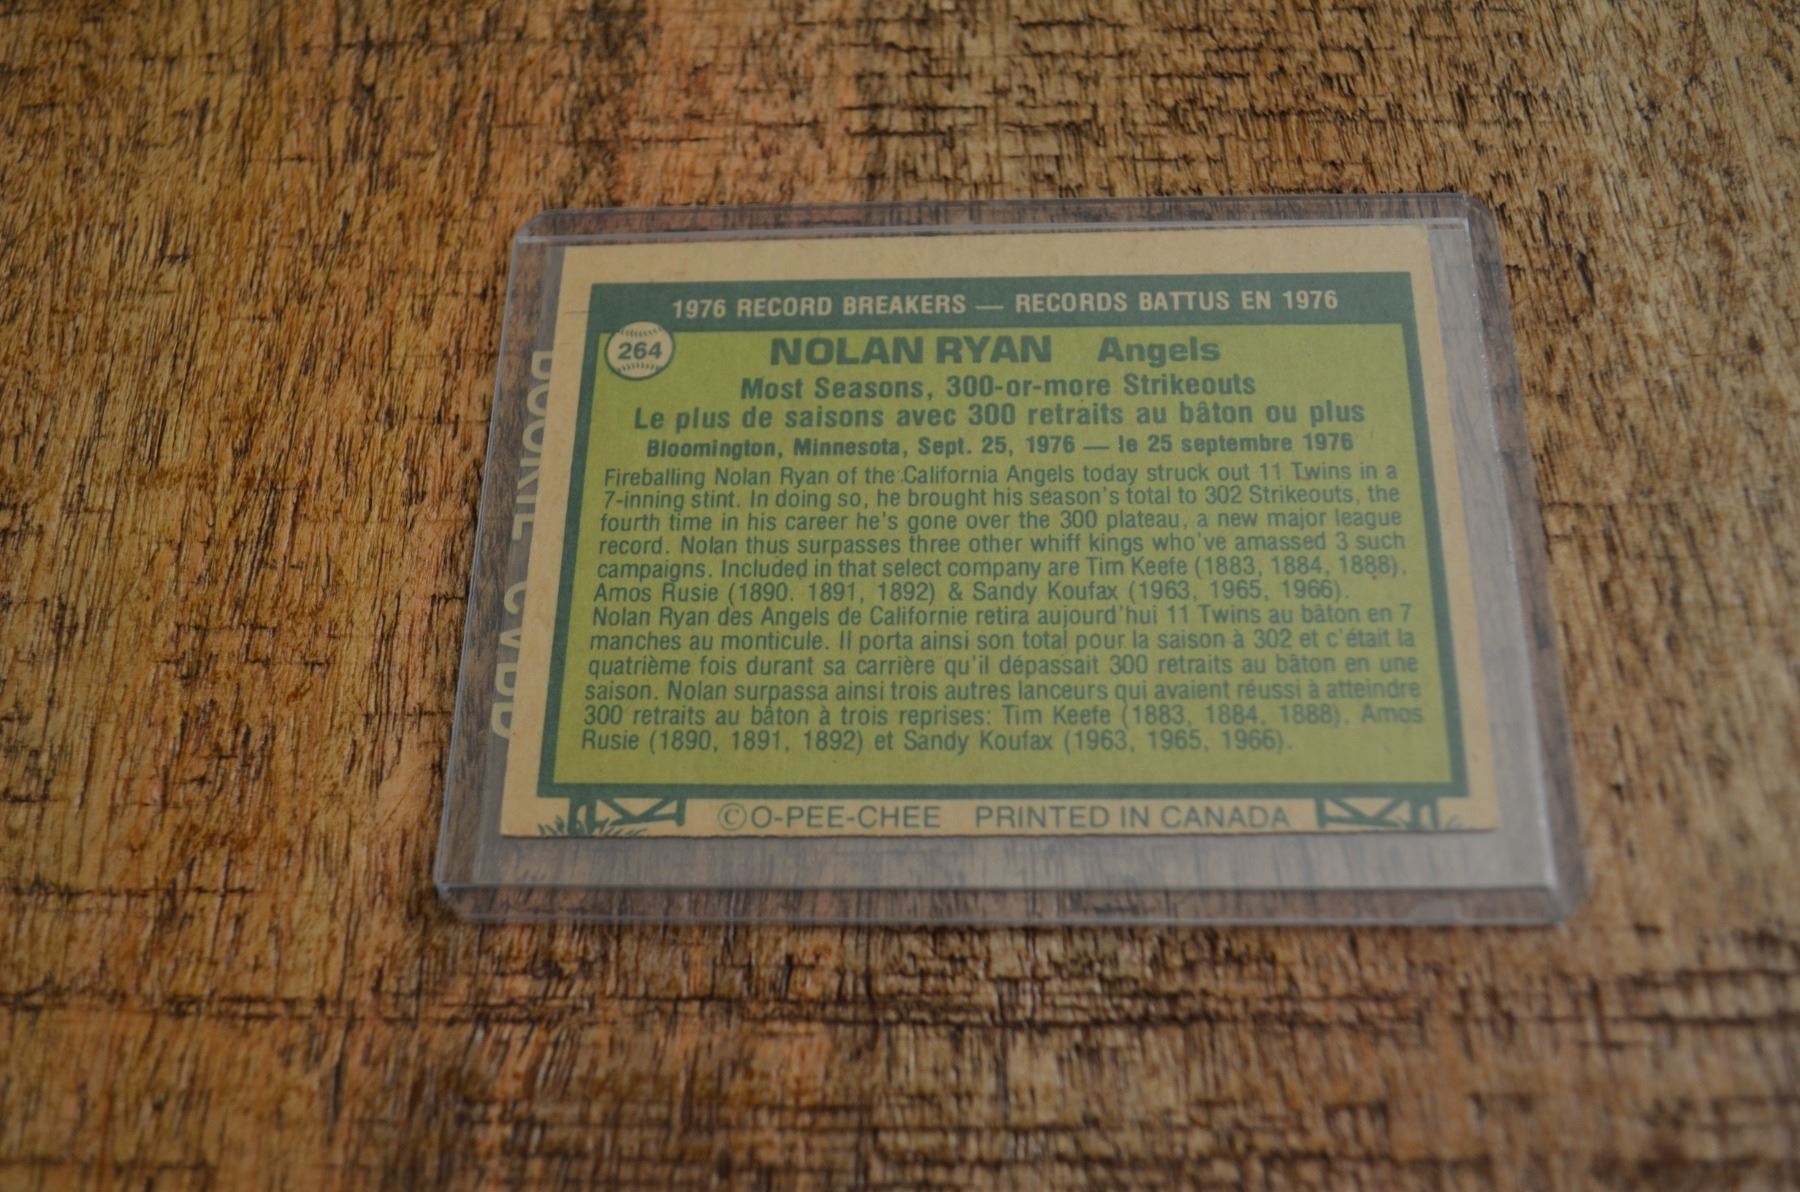 1976 RECORD BREAKERS — RECORDS BATTUS EN 1976
264
NOLAN RYAN Angels
Most Seasons, 300-or-more Strikeouts
Le plus de saisons avec 300 retraits au bâton ou plus
Bloomington, Minnesota, Sept. 25, 1976 — le 25 septembre 1976
Fireballing Nolan Ryan of the California Angels today struck out 11 Twins in a
7-inning stint. In doing so, he brought his season's total to 302 Strikeouts, the
fourth time in his career he's gone over the 300 plateau, a new major league
record. Nolan thus surpasses three other whiff kings who've amassed 3 such
campaigns. Included in that select company are Tim Keefe (1883, 1884, 1888),
Amos Rusie (1890. 1891, 1892) & Sandy Koufax (1963, 1965, 1966).
Nolan Ryan des Angels de Californie retira aujourd'hui 11 Twins au bâton en 7
manches au monticule. Il porta ainsi son total pour la saison à 302 et c'était la
quatrième fois durant sa carrière qu'il dépassait 300 retraits au bâton en une
saison. Nolan surpassa ainsi trois autres lanceurs qui avaient réussi à atteindre
300 retraits au bâton à trois reprises: Tim Keefe (1883, 1884, 1888), Amos
Rusie (1890, 1891, 1892) et Sandy Koufax (1963, 1965, 1966).
©O-PEE-CHEE PRINTED IN CANADA